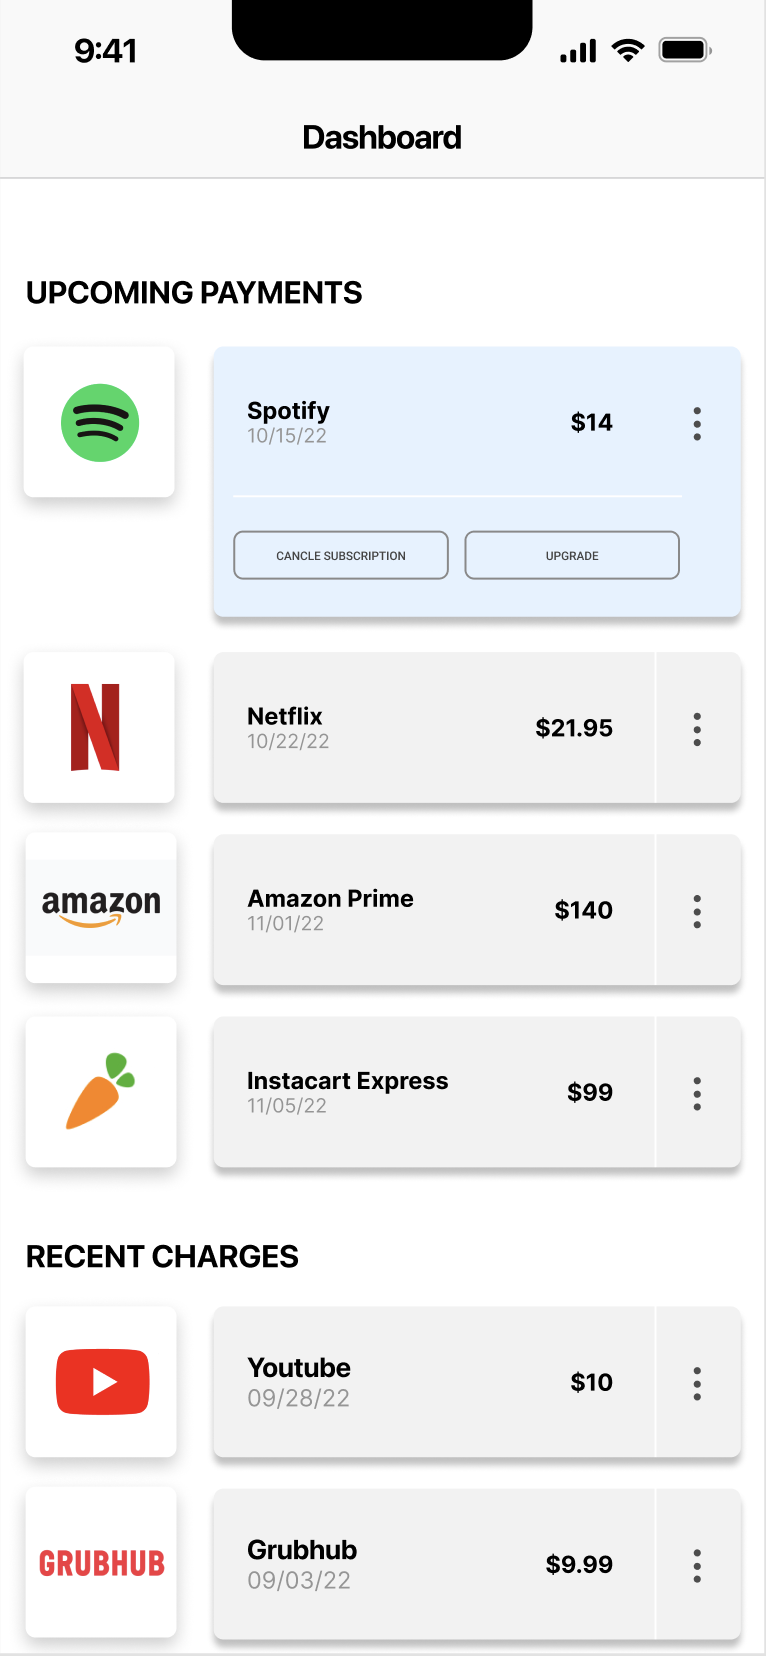 9:41
Dashboard
UPCOMING PAYMENTS
Spotify
10/15/22
$14
CANCLE SUBSCRIPTION
UPGRADE
Netflix
10/22/22
$21.95
amazon
Amazon Prime
11/01/22
$140
Instacart Express
11/05/22
$99
RECENT CHARGES
Youtube
09/28/22
$10
GRUBHUB
Grubhub
09/03/22
$9.99